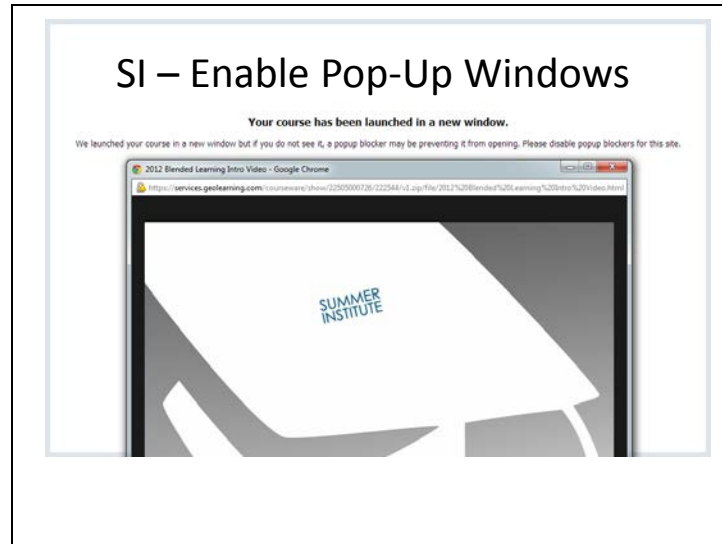 SI – Enable Pop-Up Windows
Your course has been launched in a new window.
We launched your course in a new window but if you do not see it, a popup blocker may be preventing it from opening. Please disable popup blockers for this site.
2012 Blended Learning Intro Video - Google Chrome
https://services.geolearning.com/courseware/show/22505000726/222544/v1.zip/file/2012%20Blended%20Learning%20Intro%20Video.html
SUMMER
INSTITUTE